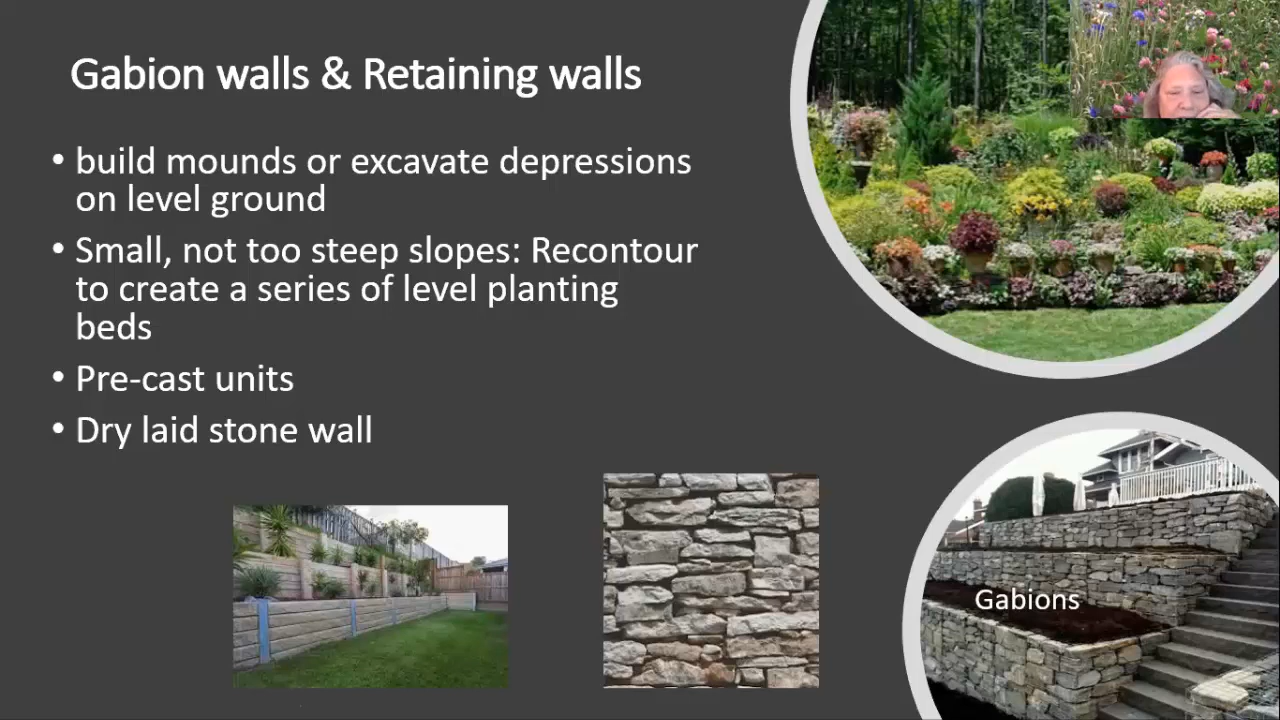 Gabion walls & Retaining walls
• build mounds or excavate depressions
on level ground
• Small, not too steep slopes: Recontour
to create a series of level planting
beds
• Pre-cast units
• Dry laid stone wall
Gabions